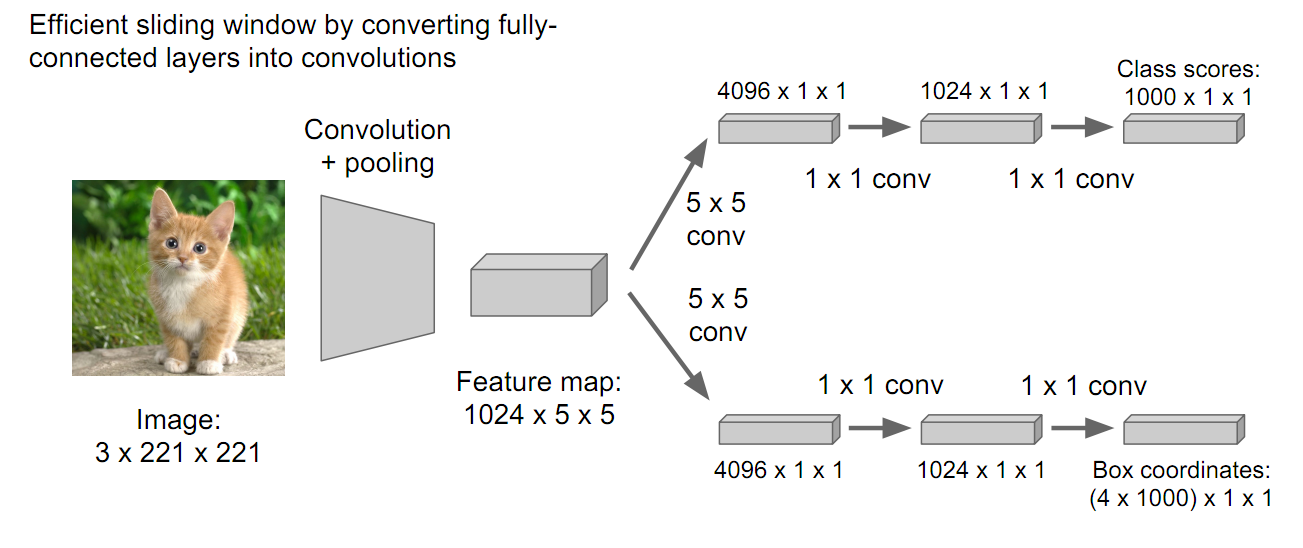 Efficient sliding window by converting fully-
connected layers into convolutions
Convolution
+ pooling
Image:
3 x 221 x 221
Feature map:
1024 x 5 x 5
5 x 5
conv
5 x 5
conv
4096 x 1 x 1
1024 x 1 x 1
Class scores:
1000 x 1 x 1
1 x 1 conv
1 x 1 conv
1 x 1 conv
1 x 1 conv
4096 x 1 x 1
1024 x 1 x 1
Box coordinates:
(4 x 1000) x 1 x 1